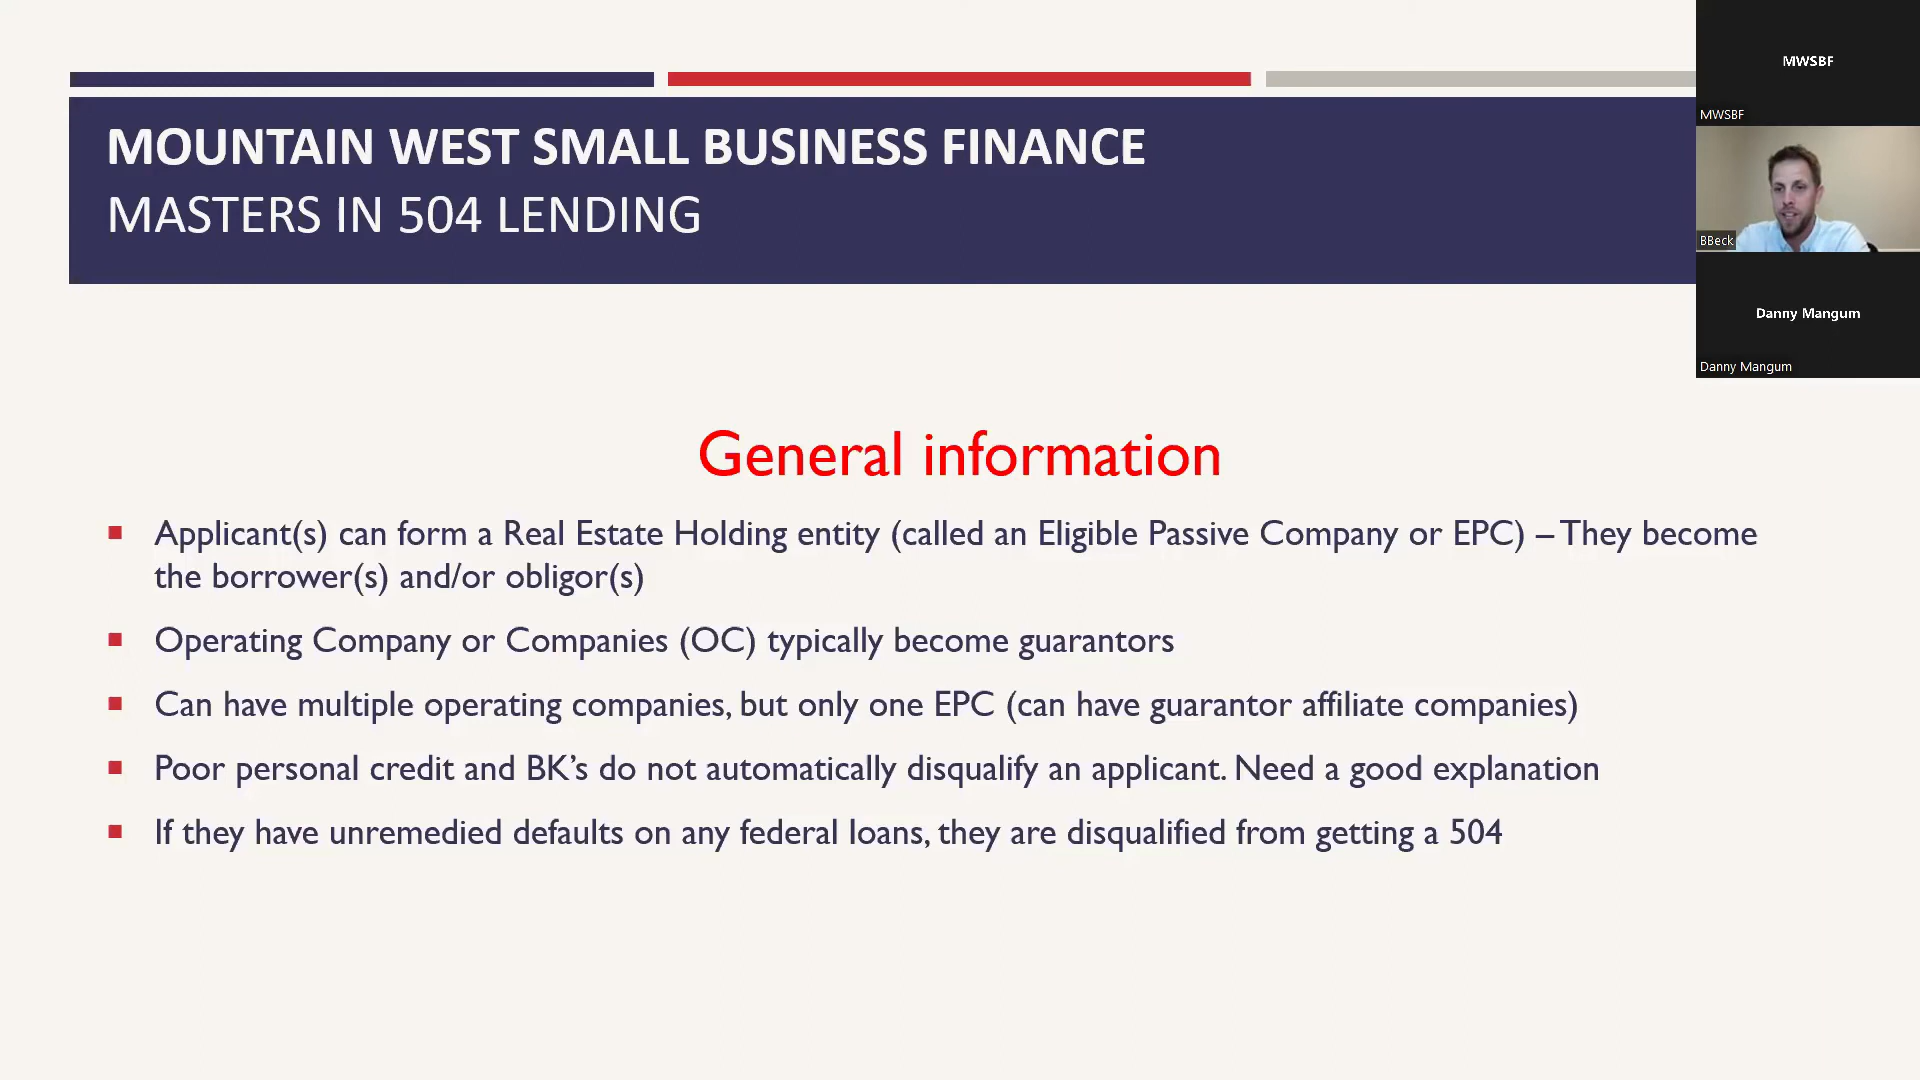 MOUNTAIN WEST SMALL BUSINESS FINANCE
MASTERS IN 504 LENDING
MWSBF
MWSBF
BBeck
Danny Mangum
Danny Mangum
General information
Applicant(s) can form a Real Estate Holding entity (called an Eligible Passive Company or EPC) – They become
the borrower(s) and/or obligor(s)
Operating Company or Companies (OC) typically become guarantors
Can have multiple operating companies, but only one EPC (can have guarantor affiliate companies)
Poor personal credit and BK’s do not automatically disqualify an applicant. Need a good explanation
If they have unremedied defaults on any federal loans, they are disqualified from getting a 504